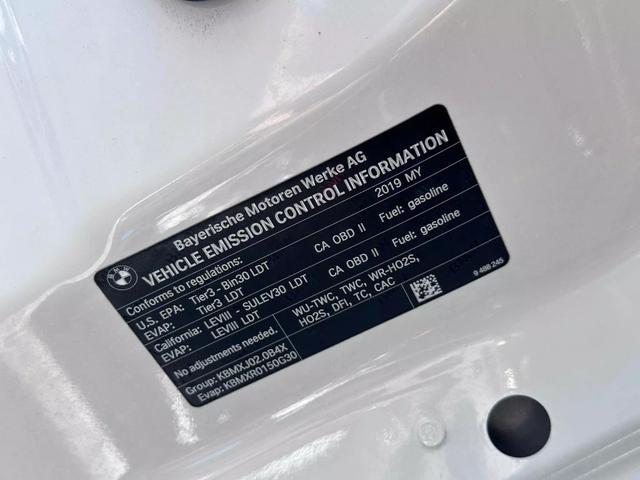 BMW
Bayerische Motoren Werke AG
VEHICLE EMISSION CONTROL INFORMATION
Conforms to regulations: 2019 MY
U.S. EPA: Tier3 - Bin30 LDT CA OBD II Fuel: gasoline
EVAP: Tier3 LDT
California: LEVIII - SULEV30 LDT CA OBD II Fuel: gasoline
EVAP: LEVIII LDT
No adjustments needed. WU-TWC, TWC, WR-HO2S,
HO2S, DFI, TC, CAC
Group: KBMXJ02.0B4X
Evap: KBMXR0150G30
9 488 245